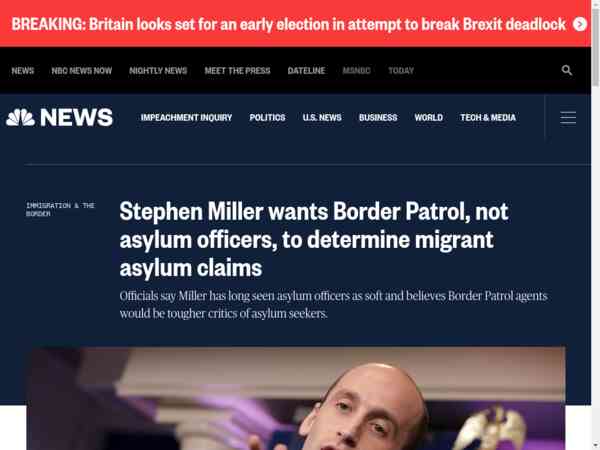 BREAKING: Britain looks set for an early election in attempt to break Brexit deadlock
NEWS NBC NEWS NOW NIGHTLY NEWS MEET THE PRESS DATELINE MSNBC TODAY
NEWS IMPEACHMENT INQUIRY POLITICS U.S. NEWS BUSINESS WORLD TECH & MEDIA
IMMIGRATION & THE
BORDER
Stephen Miller wants Border Patrol, not
asylum officers, to determine migrant
asylum claims
Officials say Miller has long seen asylum officers as soft and believes Border Patrol agents
would be tougher critics of asylum seekers.